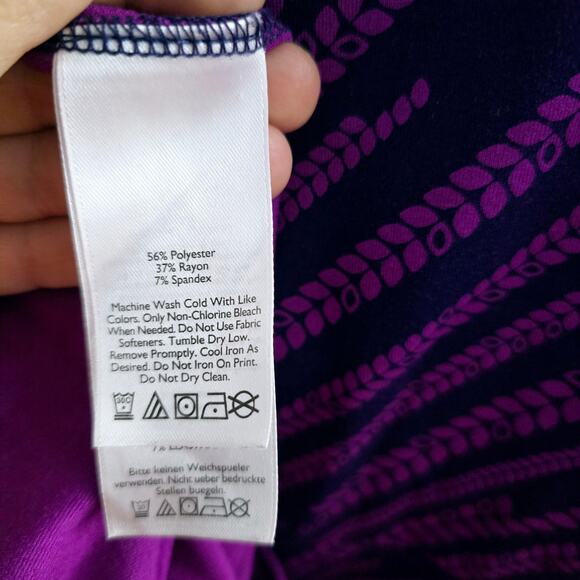 56% Polyester
37% Rayon
7% Spandex
Machine Wash Cold With Like
Colors. Only Non-Chlorine Bleach
When Needed. Do Not Use Fabric
Softeners. Tumble Dry Low.
Remove Promptly. Cool Iron As
Desired. Do Not Iron On Print.
Do Not Dry Clean.
30C
7%
Bitte keinen Weichspueler
verwenden. Nicht ueber bedruckte
Stellen buegeln.